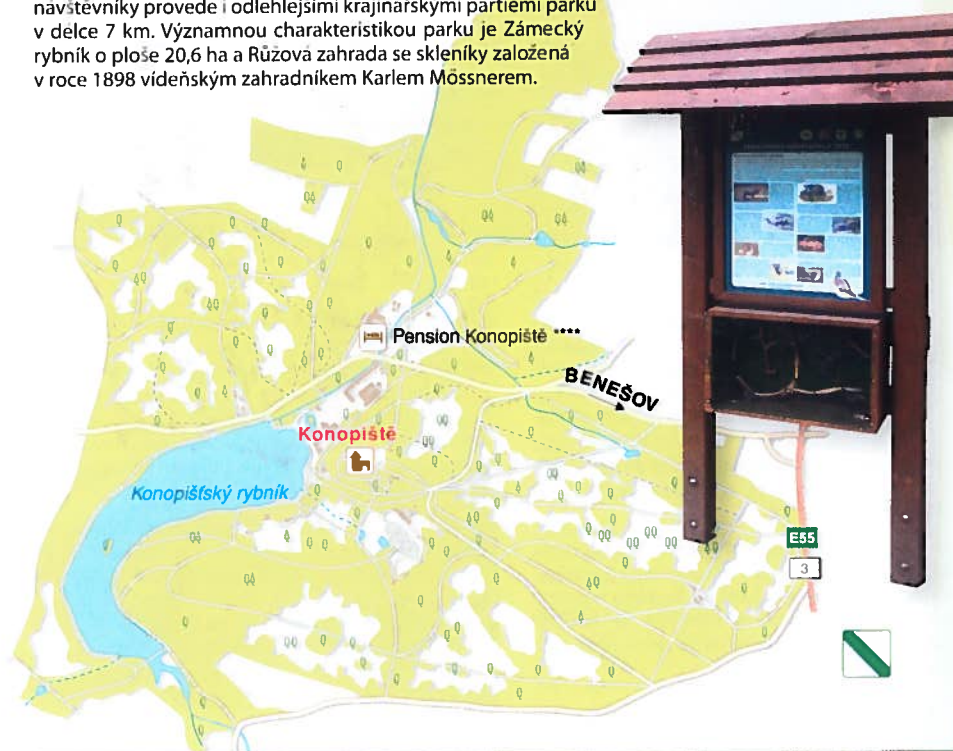 návštěvníky provede i odlehlejšími krajinářskými partiemi parku
v délce 7 km. Významnou charakteristikou parku je Zámecký
rybník o ploše 20,6 ha a Růžová zahrada se skleníky založená
v roce 1898 vídeňským zahradníkem Karlem Mössnerem.
Pension Konopiště ****
BENEŠOV
Konopiště
Konopišťský rybník
E55
3